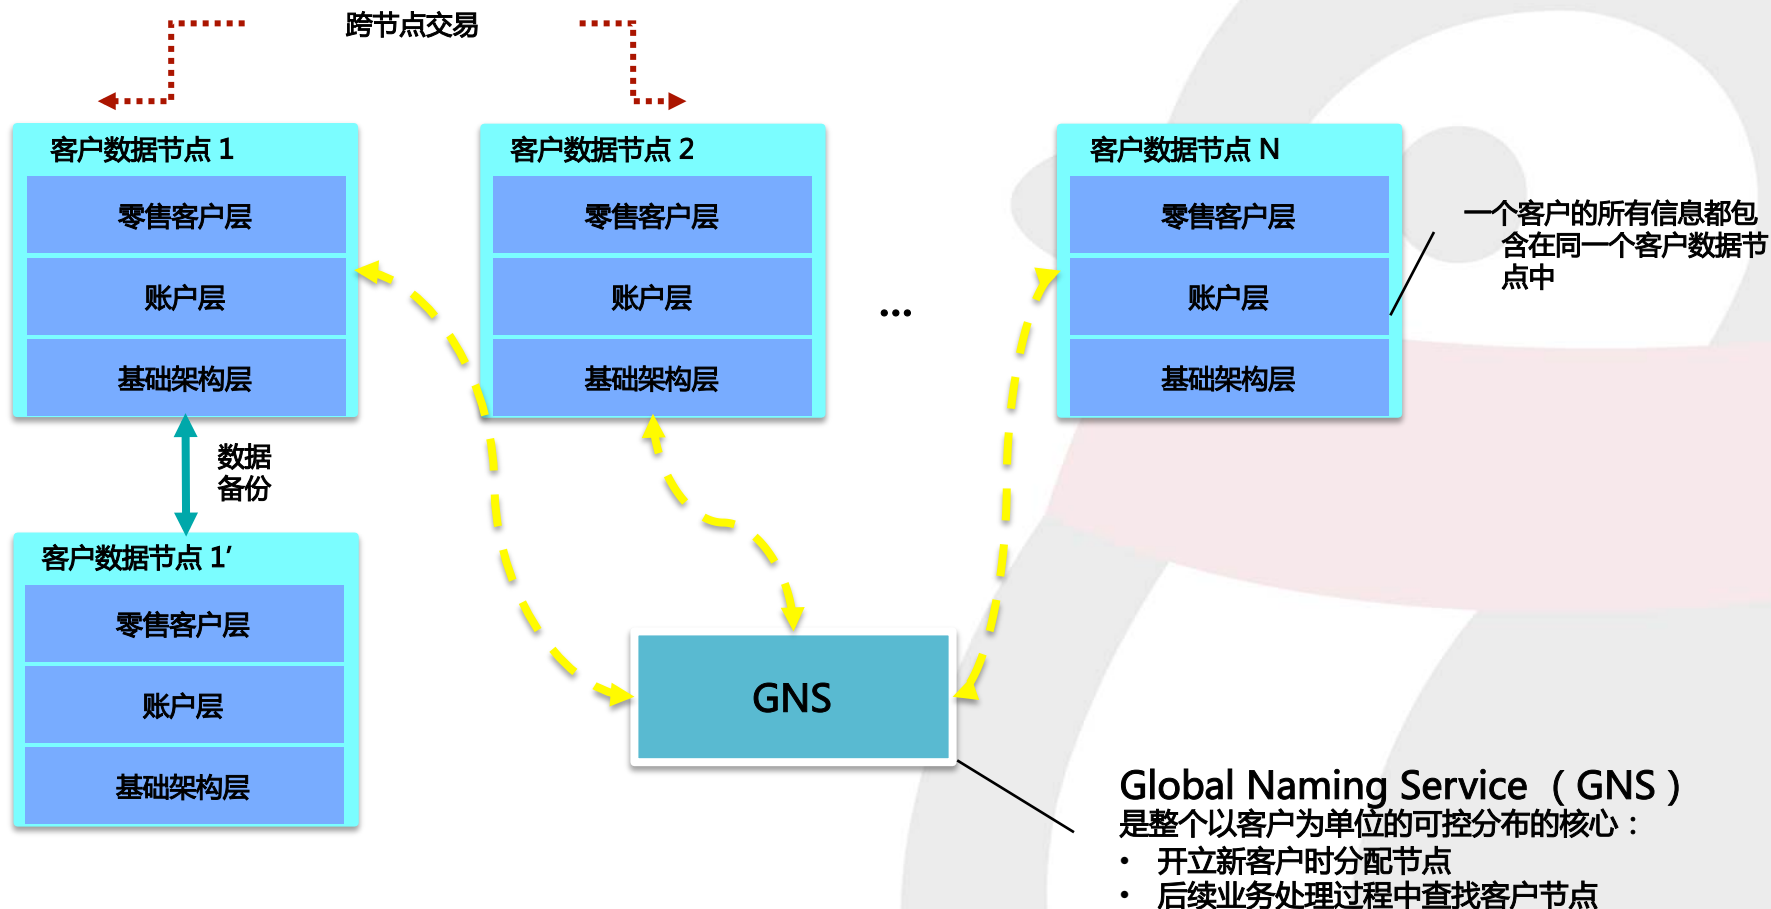 跨节点交易
客户数据节点 1
零售客户层
账户层
基础架构层
客户数据节点 2
零售客户层
账户层
基础架构层
...
客户数据节点 N
零售客户层
账户层
基础架构层
一个客户的所有信息都包
含在同一个客户数据节
点中
数据
备份
客户数据节点 1’
零售客户层
账户层
基础架构层
GNS
Global Naming Service （GNS）
是整个以客户为单位的可控分布的核心：
• 开立新客户时分配节点
• 后续业务处理过程中查找客户节点